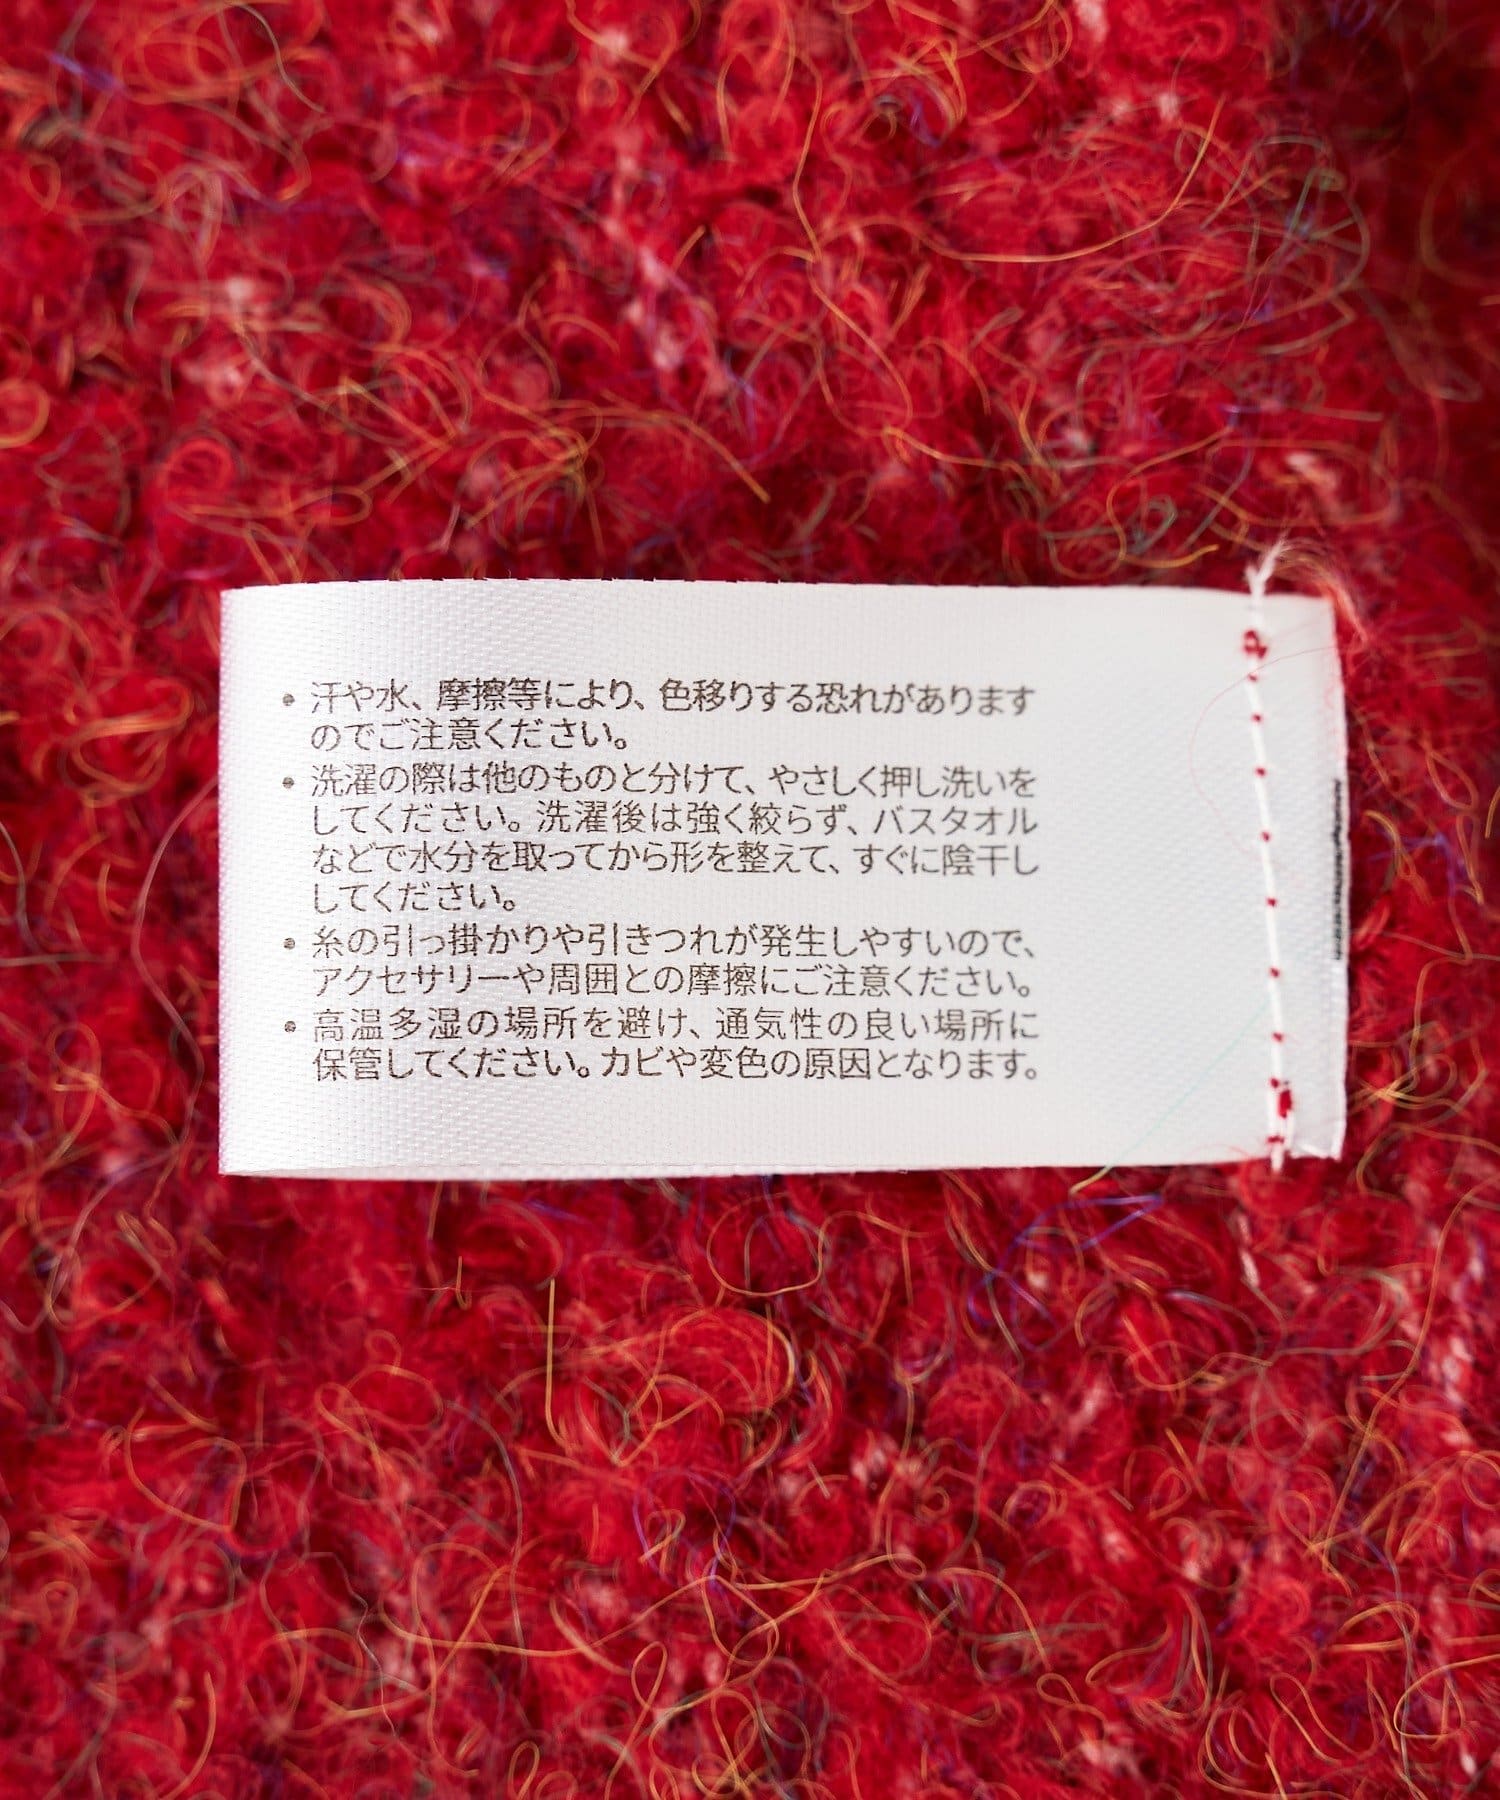 • 汗や水、摩擦等により、色移りする恐れがあります
のでご注意ください。
• 洗濯の際は他のものと分けて、やさしく押し洗いを
してください。洗濯後は強く絞らず、バスタオル
などで水分を取ってから形を整えて、すぐに陰干し
してください。
• 糸の引っ掛かりや引きつれが発生しやすいので、
アクセサリーや周囲との摩擦にご注意ください。
• 高温多湿の場所を避け、通気性の良い場所に
保管してください。カビや変色の原因となります。